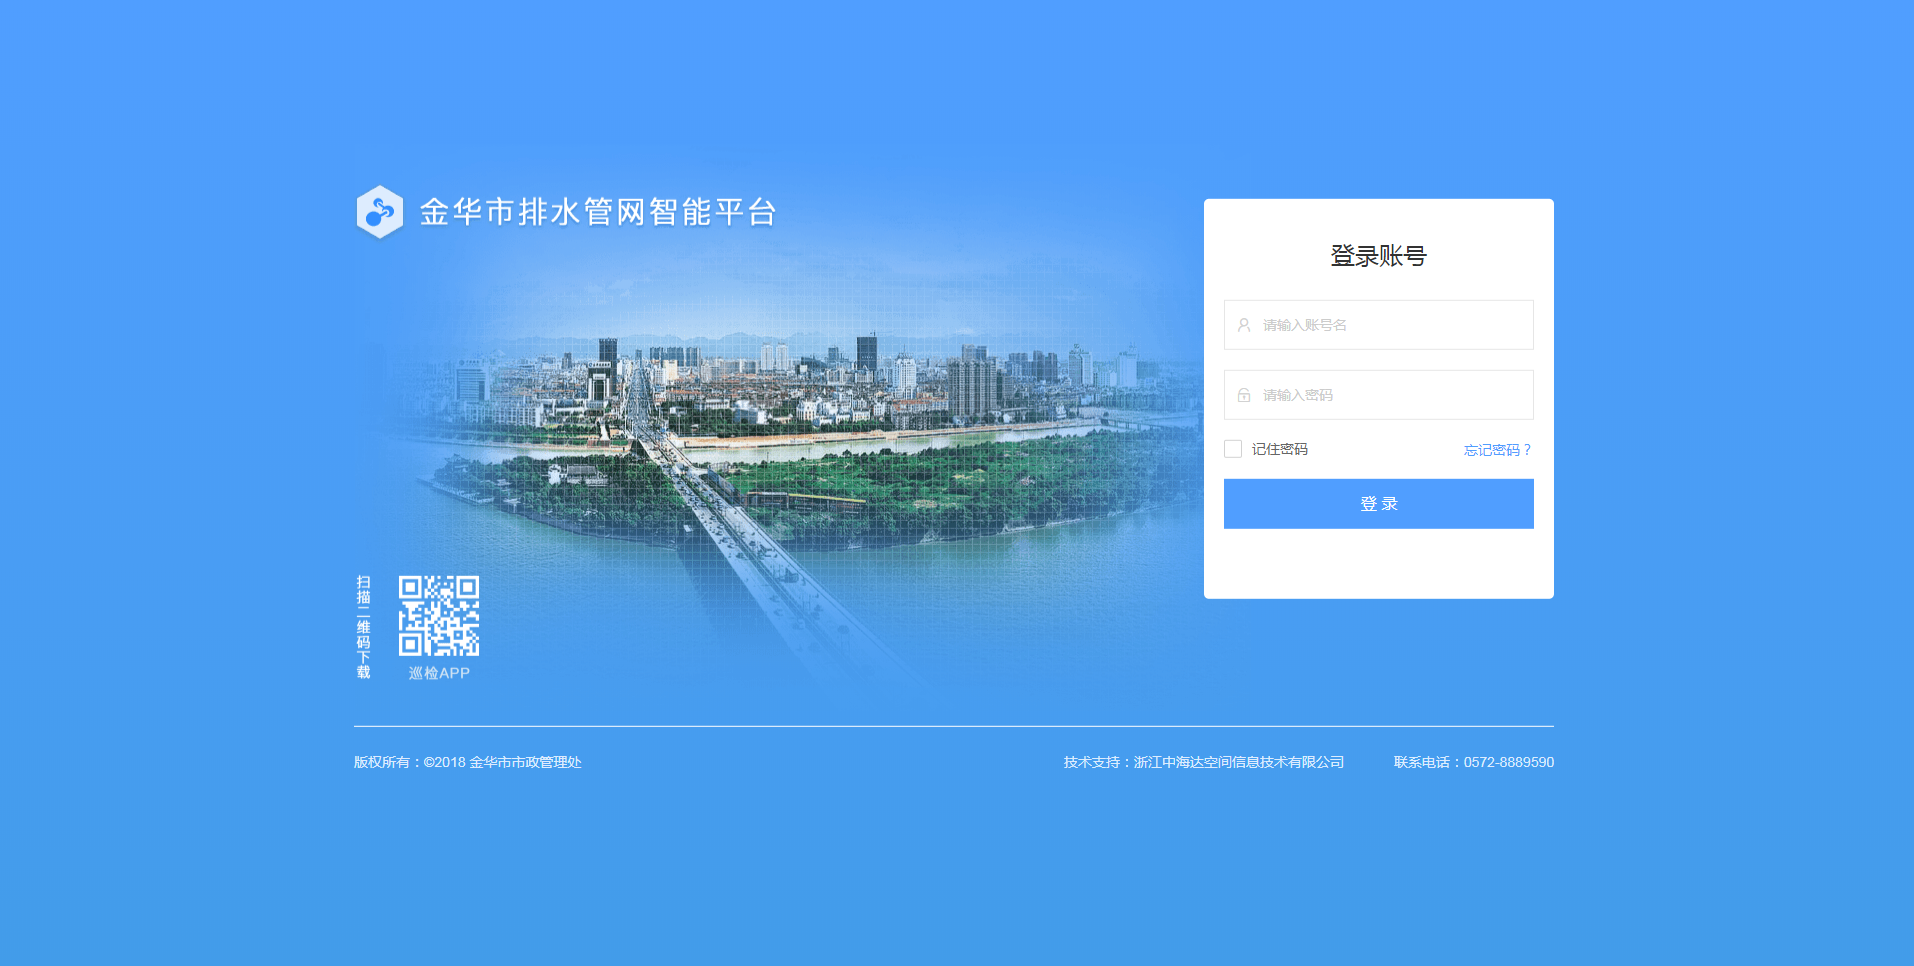 金华市排水管网智能平台
登录账号
请输入账号名
请输入密码
记住密码
忘记密码？
登 录
扫描二维码下载
巡检APP
版权所有：©2018 金华市市政管理处
技术支持：浙江中海达空间信息技术有限公司
联系电话：0572-8889590